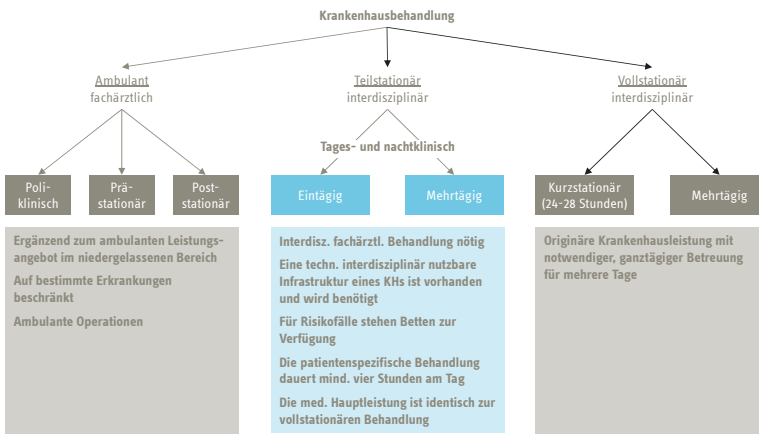 Krankenhausbehandlung
Ambulant
fachärztlich
Teilstationär
interdisziplinär
Vollstationär
interdisziplinär
Tages- und nachtklinisch
Poli-
klinisch
Prä-
stationär
Post-
stationär
Eintägig
Mehrtägig
Kurzstationär
(24-28 Stunden)
Mehrtägig
Ergänzend zum ambulanten Leistungs-
angebot im niedergelassenen Bereich
Auf bestimmte Erkrankungen
beschränkt
Ambulante Operationen
Interdisz. fachärztl. Behandlung nötig
Eine techn. interdisziplinär nutzbare
Infrastruktur eines KHs ist vorhanden
und wird benötigt
Für Risikofälle stehen Betten zur
Verfügung
Die patientenspezifische Behandlung
dauert mind. vier Stunden am Tag
Die med. Hauptleistung ist identisch zur
vollstationären Behandlung
Originäre Krankenhausleistung mit
notwendiger, ganztägiger Betreuung
für mehrere Tage